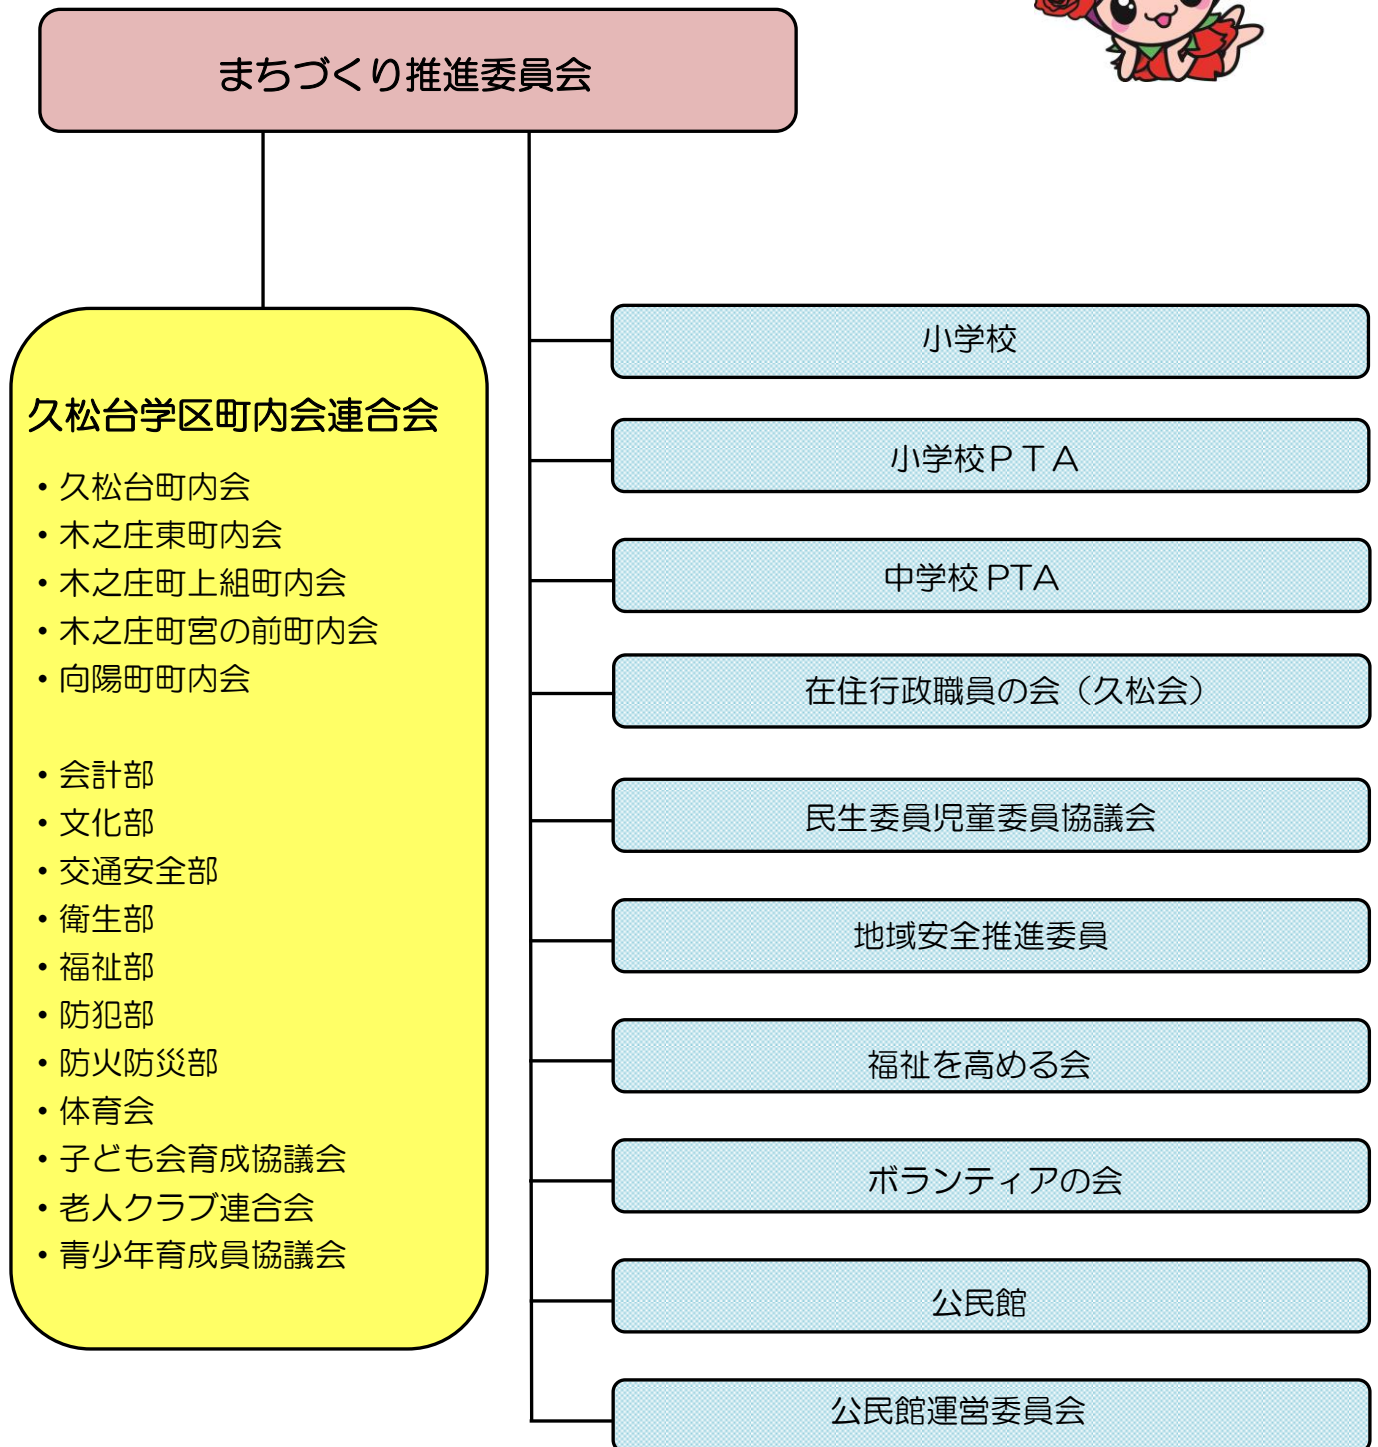 まちづくり推進委員会
久松台学区町内会連合会
・久松台町内会
・木之庄東町内会
・木之庄町上組町内会
・木之庄町宮の前町内会
・向陽町町内会
・会計部
・文化部
・交通安全部
・衛生部
・福祉部
・防犯部
・防火防災部
・体育会
・子ども会育成協議会
・老人クラブ連合会
・青少年育成員協議会
小学校
小学校ＰＴＡ
中学校 PTA
在住行政職員の会（久松会）
民生委員児童委員協議会
地域安全推進委員
福祉を高める会
ボランティアの会
公民館
公民館運営委員会